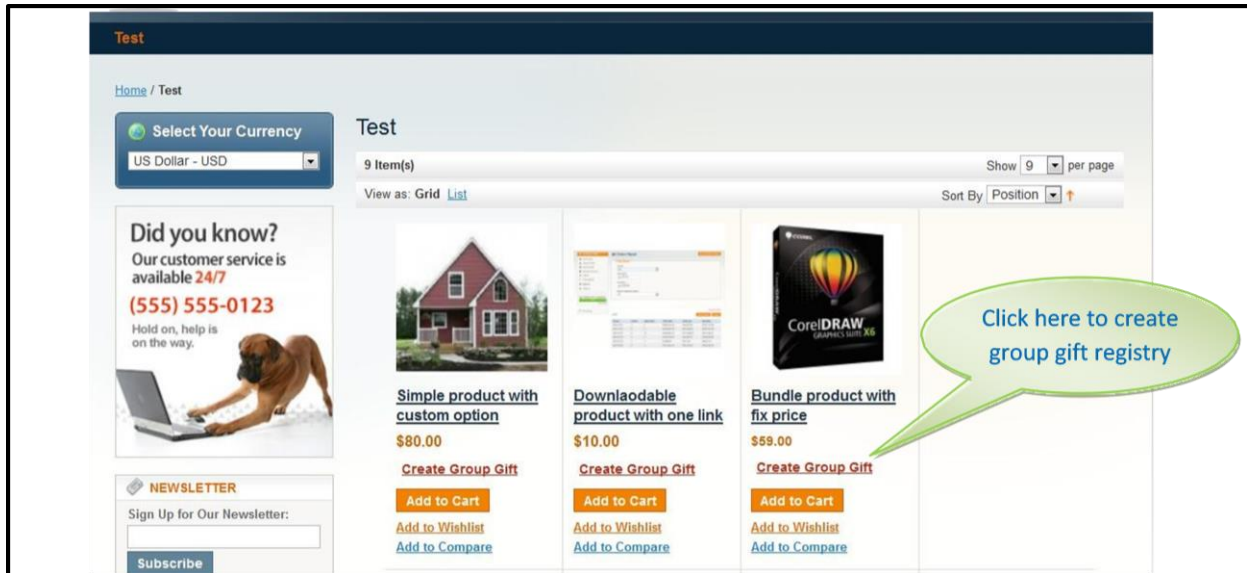 Test
Home / Test
Select Your Currency
US Dollar - USD
Did you know?
Our customer service is
available 24/7
(555) 555-0123
Hold on, help is
on the way.
NEWSLETTER
Sign Up for Our Newsletter:
Subscribe
Test
9 Item(s)
Show 9 per page
View as: Grid List
Sort By Position
COREL
CorelDRAW
GRAPHICS SUITE X6
Simple product with
custom option
$80.00
Create Group Gift
Add to Cart
Add to Wishlist
Add to Compare
Downlaodable
product with one link
$10.00
Create Group Gift
Add to Cart
Add to Wishlist
Add to Compare
Bundle product with
fix price
$59.00
Create Group Gift
Add to Cart
Add to Wishlist
Add to Compare
Click here to create
group gift registry